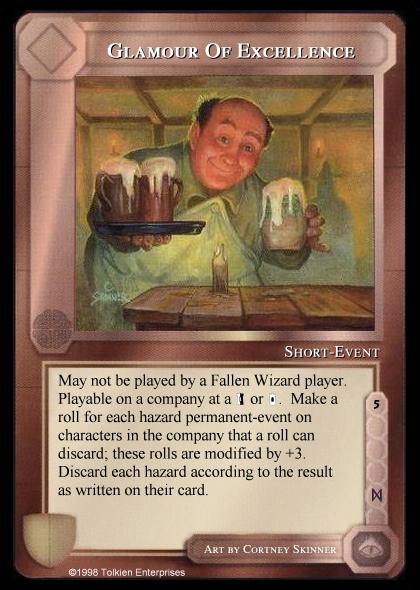 Glamour Of Excellence
C. Skinner
Short-Event
May not be played by a Fallen Wizard player.
Playable on a company at a or . Make a
roll for each hazard permanent-event on
characters in the company that a roll can
discard; these rolls are modified by +3.
Discard each hazard according to the result
as written on their card.
5
Art by Cortney Skinner
©1998 Tolkien Enterprises